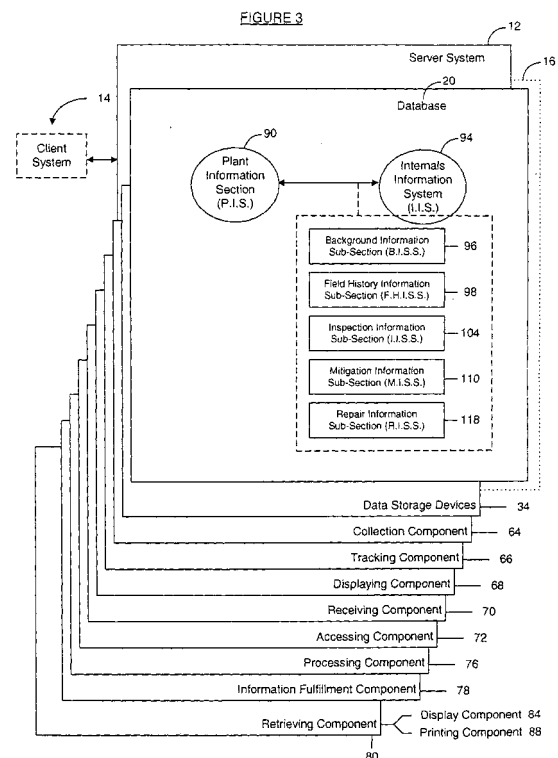 FIGURE 3
12
Server System
16
20
Database
14
Client
System
90
Plant
Information
Section
(P.I.S.)
94
Internals
Information
System
(I.I.S.)
Background Information
Sub-Section (B.I.S.S.)
96
Field History Information
Sub-Section (F.H.I.S.S.)
98
Inspection Information
Sub-Section (I.I.S.S.)
104
Mitigation Information
Sub-Section (M.I.S.S.)
110
Repair Information
Sub-Section (R.I.S.S.)
118
Data Storage Devices 34
Collection Component 64
Tracking Component 66
Displaying Component 68
Receiving Component 70
Accessing Component 72
Processing Component 76
Information Fulfillment Component 78
Retrieving Component
Display Component 84
Printing Component 88
80